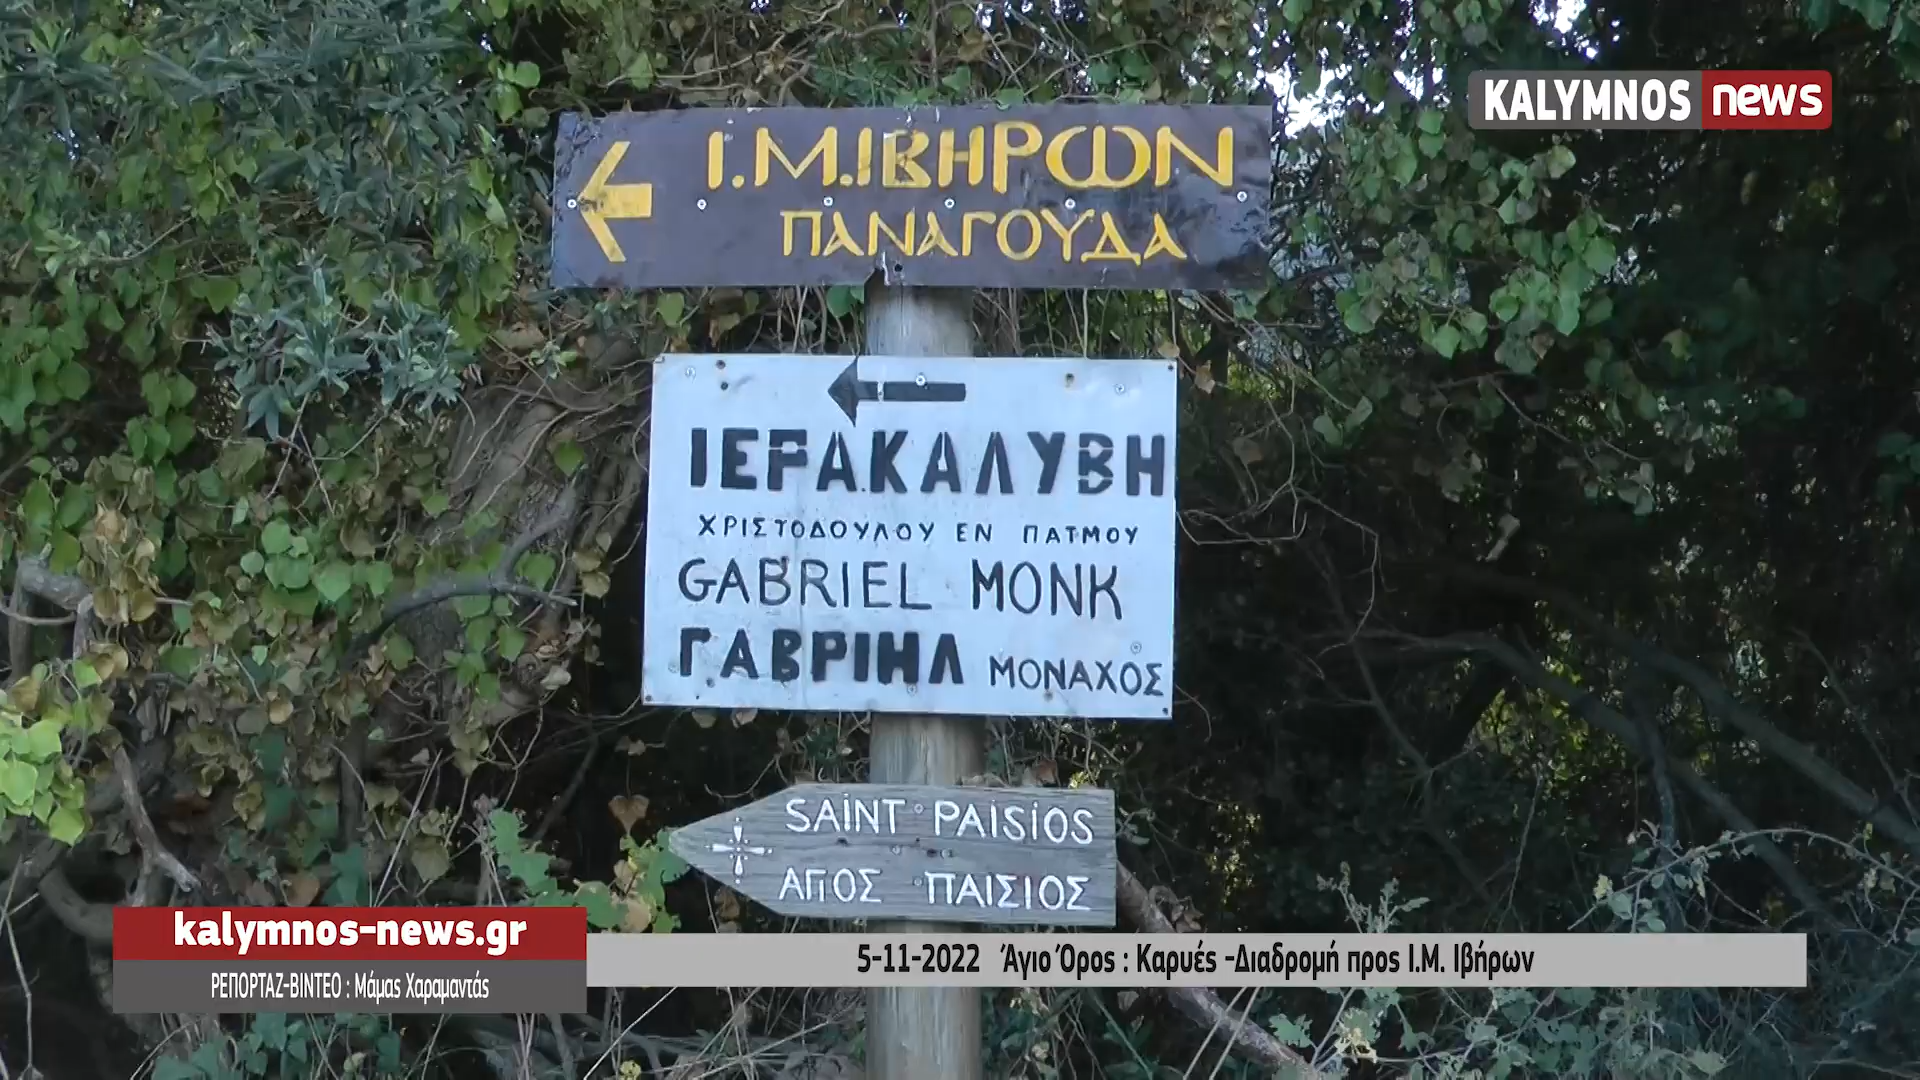 KALYMNOS news
Ι.Μ.ΙΒΗΡΩΝ
ΠΑΝΑΓΟΥΔΑ
ΙΕΡΑ ΚΑΛΥΒΗ
ΧΡΙΣΤΟΔΟΥΛΟΥ ΕΝ ΠΑΤΜΟΥ
GABRIEL MONK
ΓΑΒΡΙΗΛ ΜΟΝΑΧΟΣ
SAINT PAISIOS
ΑΓΙΟΣ ΠΑΙΣΙΟΣ
kalymnos-news.gr
ΡΕΠΟΡΤΑΖ-ΒΙΝΤΕΟ : Μάμας Χαραμαντάς
5-11-2022 Άγιο Όρος : Καρυές -Διαδρομή προς Ι.Μ. Ιβήρων